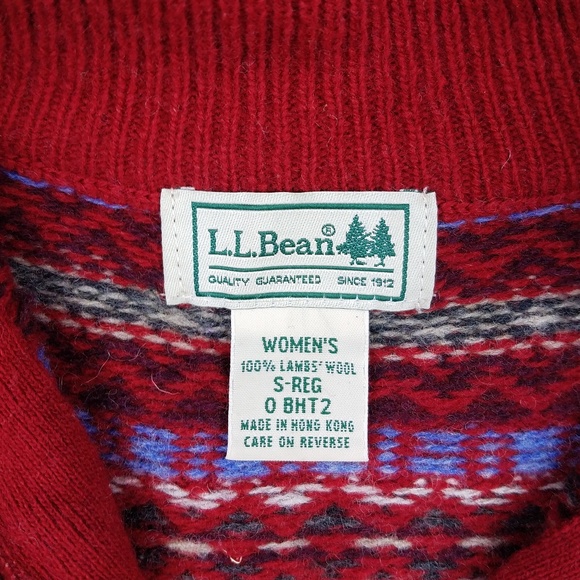 L.L.Bean®
QUALITY GUARANTEED SINCE 1912
WOMEN'S
100% LAMBS' WOOL
S-REG
0 BHT2
MADE IN HONG KONG
CARE ON REVERSE